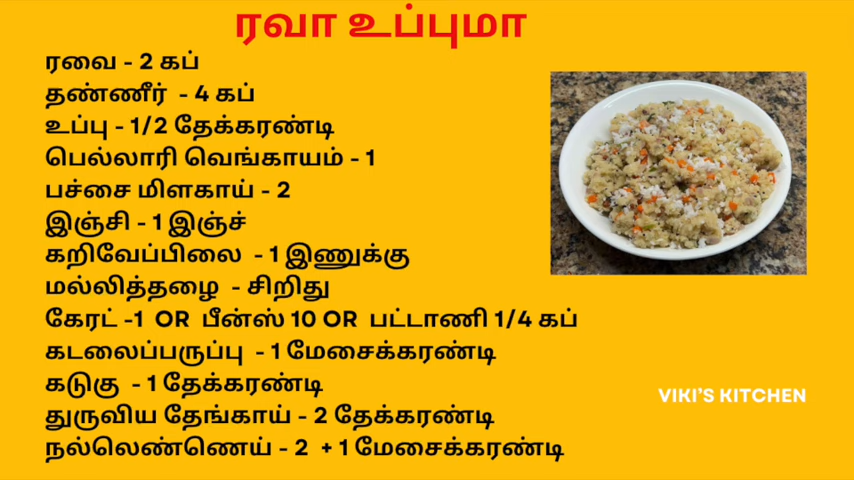 ரவா உப்புமா
ரவை - 2 கப்
தண்ணீர் - 4 கப்
உப்பு - 1/2 தேக்கரண்டி
பெல்லாரி வெங்காயம் - 1
பச்சை மிளகாய் - 2
இஞ்சி - 1 இஞ்ச்
கறிவேப்பிலை - 1 இணுக்கு
மல்லித்தழை - சிறிது
கேரட் -1 OR பீன்ஸ் 10 OR பட்டாணி 1/4 கப்
கடலைப்பருப்பு - 1 மேசைக்கரண்டி
கடுகு - 1 தேக்கரண்டி
துருவிய தேங்காய் - 2 தேக்கரண்டி
நல்லெண்ணெய் - 2 + 1 மேசைக்கரண்டி
VIKI'S KITCHEN